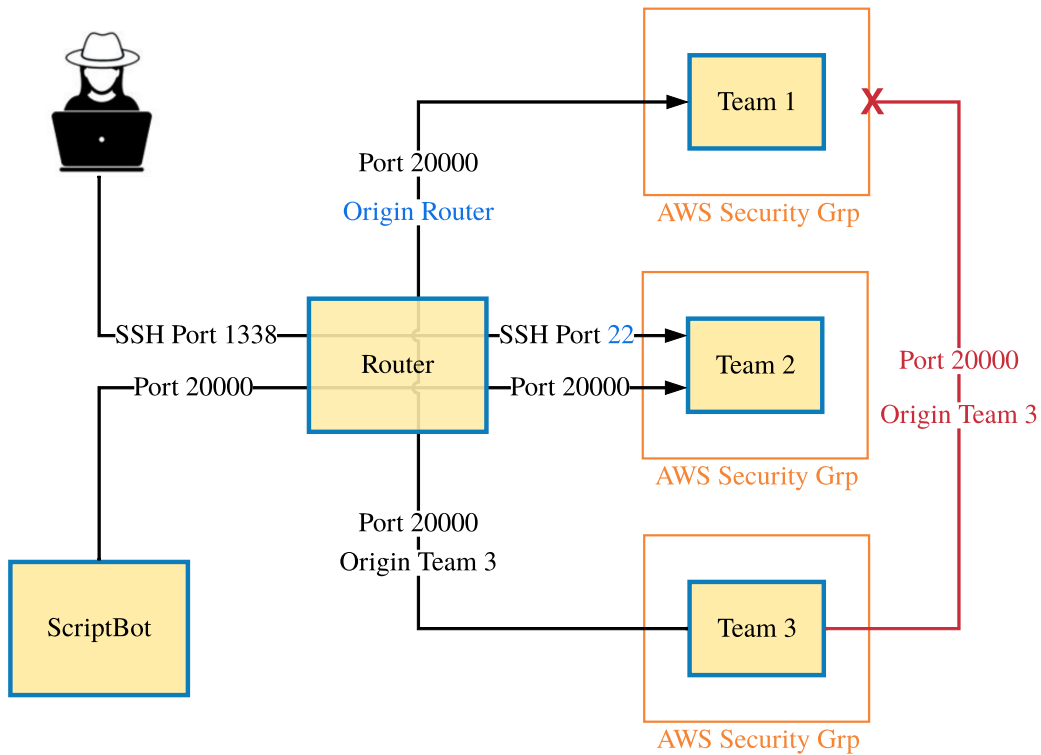 Team 1
Port 20000
Origin Router
AWS Security Grp
SSH Port 1338
SSH Port 22
Router
Team 2
Port 20000
Port 20000
Port 20000
Origin Team 3
AWS Security Grp
Port 20000
Origin Team 3
ScriptBot
Team 3
AWS Security Grp